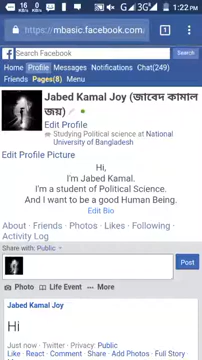 16 K/s
0 K/s
G 3G 1:22 PM
https://mbasic.facebook.com
1
Search Facebook Search
Home Profile Messages Notifications Chat(249)
Friends Pages(8) Menu
Jabed Kamal Joy (জাবেদ কামাল
জয়)
Edit Profile
Studying Political science at National
University of Bangladesh
Edit Profile Picture
Hi,
I'm Jabed Kamal.
I'm a student of Political Science.
And I want to be a good Human Being.
Edit Bio
About · Friends · Photos · Likes · Following ·
Activity Log
Share with: Public
Post
Photo Life Event ••• More
Jabed Kamal Joy
Hi
Just now · Twitter · Privacy: Public
Like · React · Comment · Share · Add Photos · Full Story